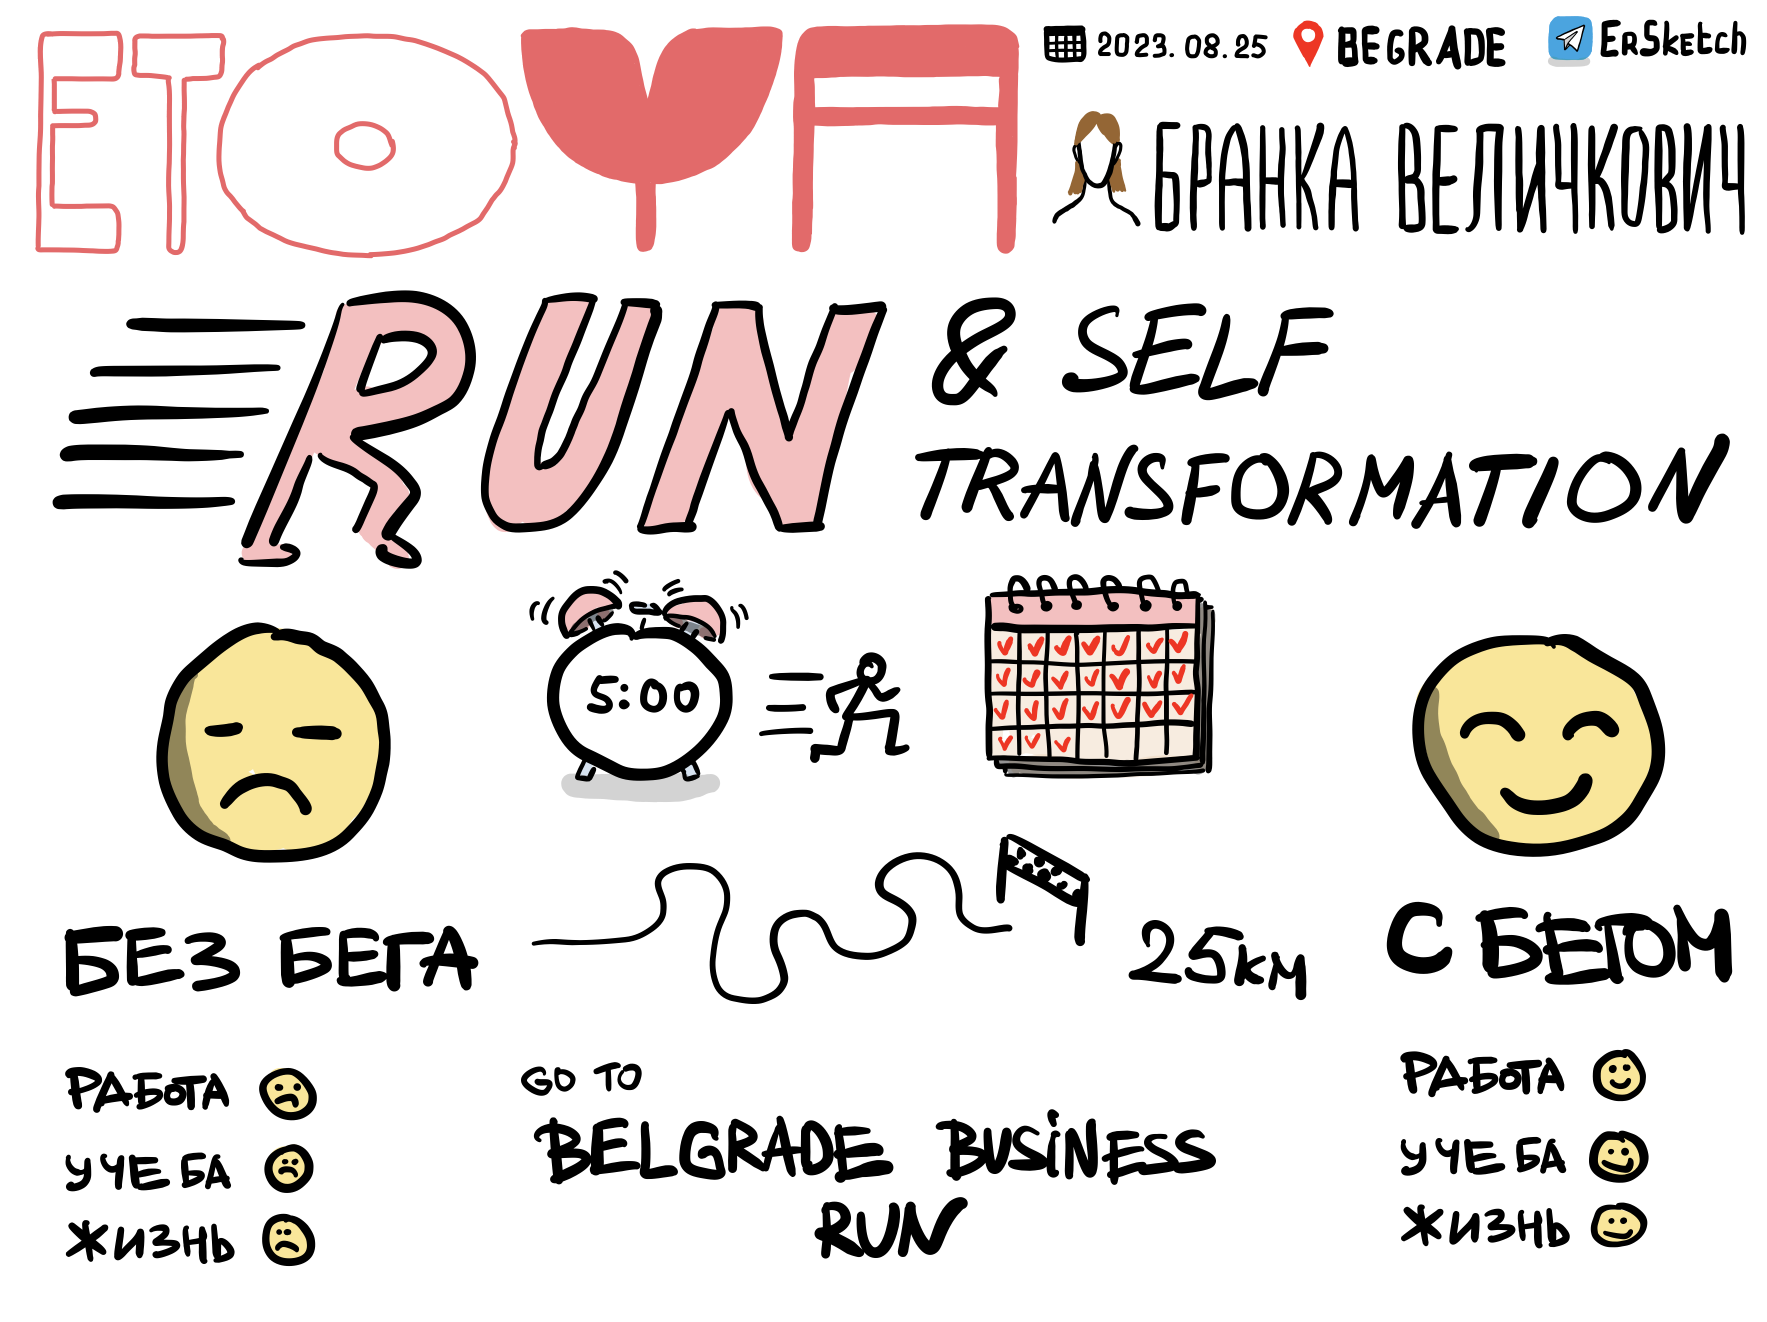 ETOYA
2023.08.25
BEGRADE
ErSketch
БРАНКА ВЕЛИЧКОВИЧ
RUN & SELF
TRANSFORMATION
5:00
БЕЗ БЕГА
25км
С БЕГОМ
РАБОТА
УЧЕБА
ЖИЗНЬ
GO TO
BELGRADE BUSINESS
RUN
РАБОТА
УЧЕБА
ЖИЗНЬ